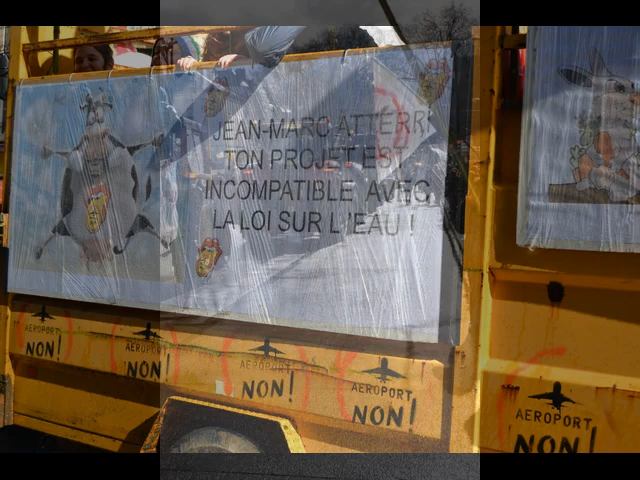 JEAN-MARC ATTERRI
TON PROJET EST
INCOMPATIBLE AVEC
LA LOI SUR L'EAU !
AEROPORT
NON!
AEROPORT
NON!
AEROPORT
NON!
AEROPORT
NON!
AEROPORT
NON!